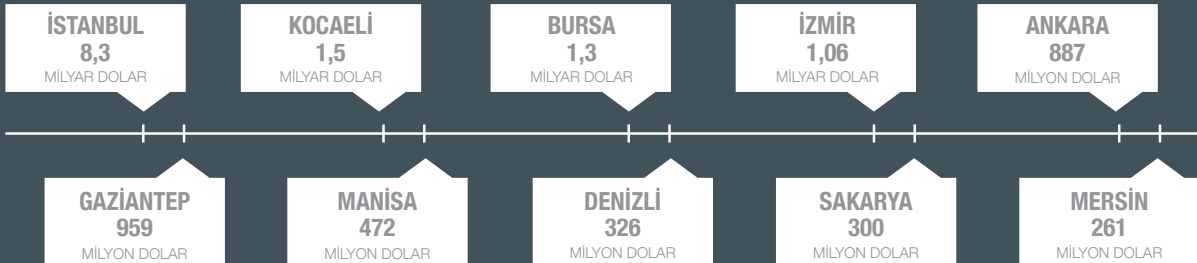 İSTANBUL
8,3
MİLYAR DOLAR
KOCAELİ
1,5
MİLYAR DOLAR
BURSA
1,3
MİLYAR DOLAR
İZMİR
1,06
MİLYAR DOLAR
ANKARA
887
MİLYON DOLAR
GAZİANTEP
959
MİLYON DOLAR
MANİSA
472
MİLYON DOLAR
DENİZLİ
326
MİLYON DOLAR
SAKARYA
300
MİLYON DOLAR
MERSİN
261
MİLYON DOLAR